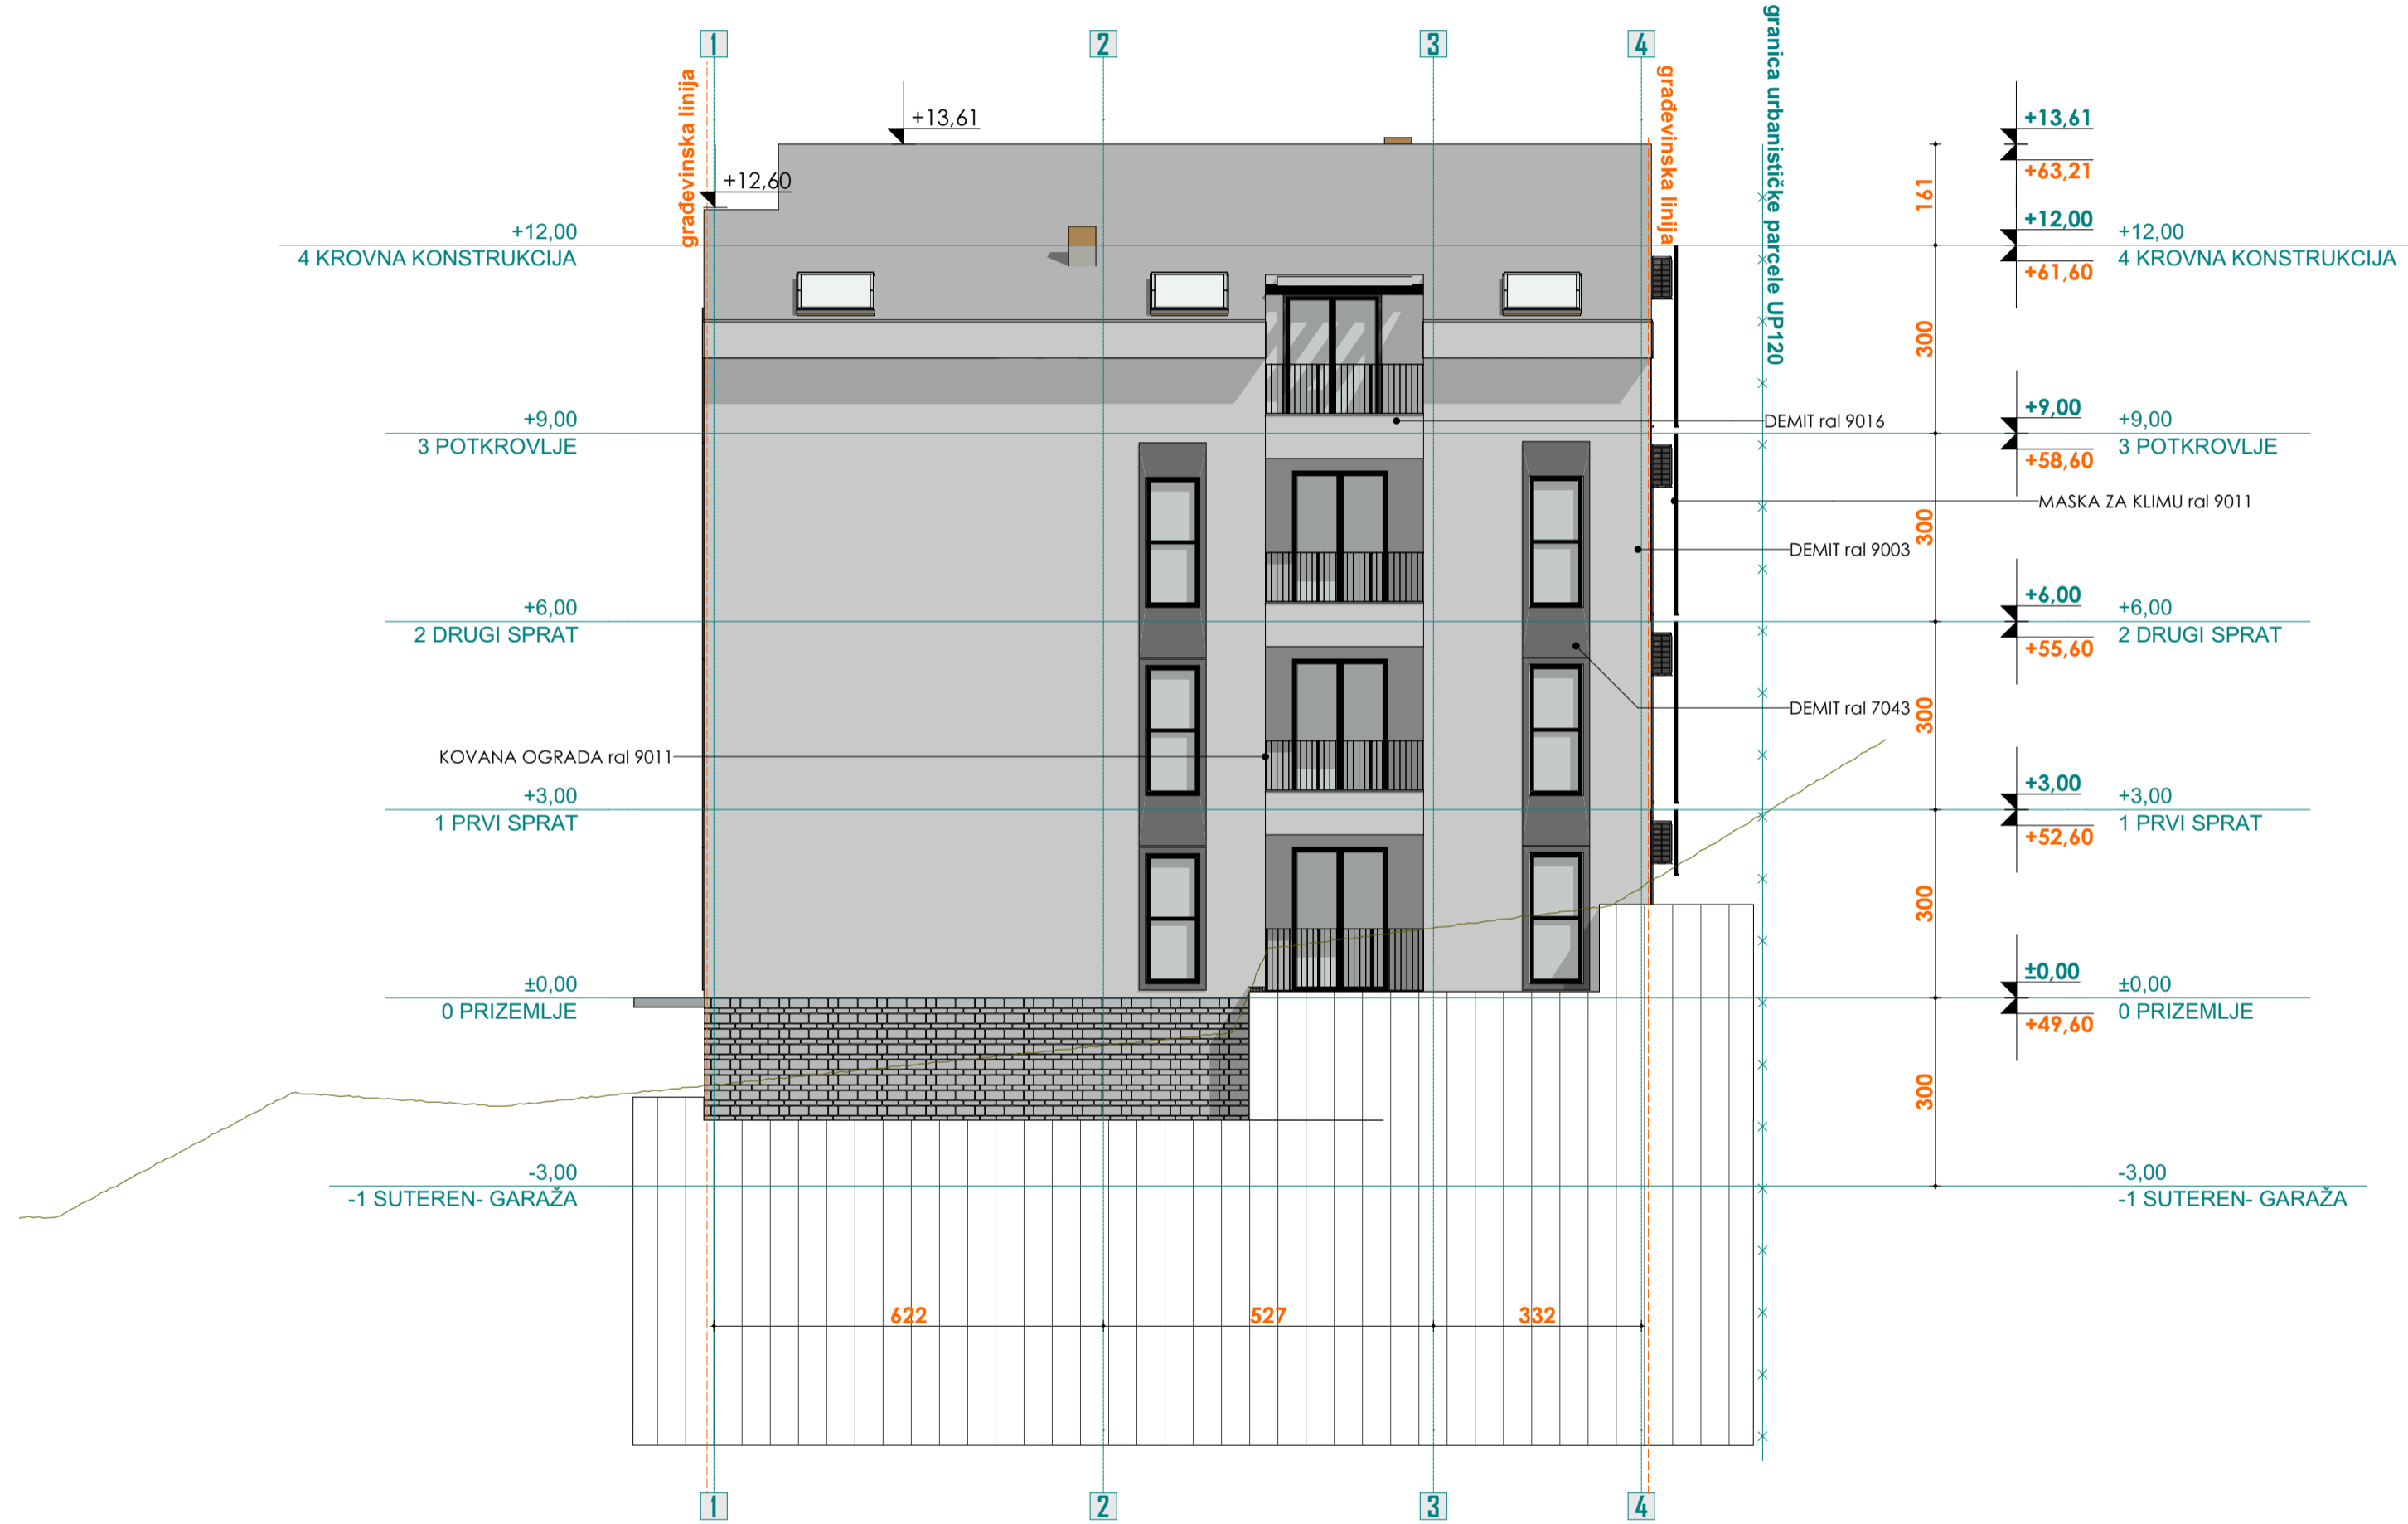 1
2
3
4
građevinska linija
građevinska linija
granica urbanističke parcele UP120
+13,61
+12,60
+12,00
4 KROVNA KONSTRUKCIJA
+9,00
3 POTKROVLJE
+6,00
2 DRUGI SPRAT
KOVANA OGRADA ral 9011
+3,00
1 PRVI SPRAT
±0,00
0 PRIZEMLJE
-3,00
-1 SUTEREN- GARAŽA
DEMIT ral 9016
MASKA ZA KLIMU ral 9011
DEMIT ral 9003
DEMIT ral 7043
161
300
300
300
300
300
+13,61
+63,21
+12,00
+61,60
+12,00
4 KROVNA KONSTRUKCIJA
+9,00
+58,60
+9,00
3 POTKROVLJE
+6,00
+55,60
+6,00
2 DRUGI SPRAT
+3,00
+52,60
+3,00
1 PRVI SPRAT
±0,00
+49,60
±0,00
0 PRIZEMLJE
-3,00
-1 SUTEREN- GARAŽA
622
527
332
1
2
3
4